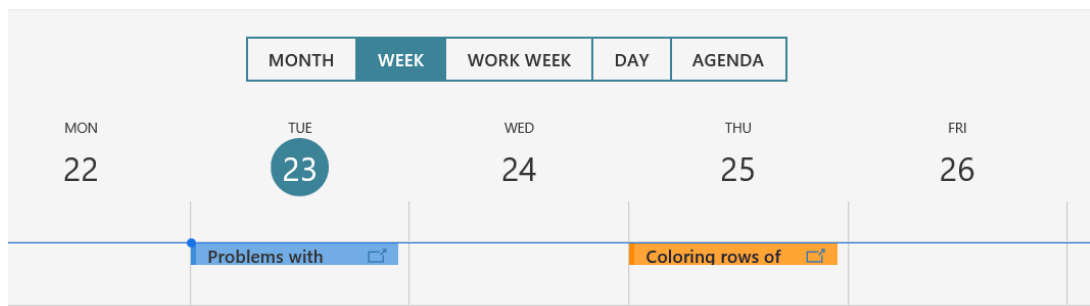 MONTH WEEK WORK WEEK DAY AGENDA
MON TUE WED THU FRI
22 23 24 25 26
Problems with Coloring rows of